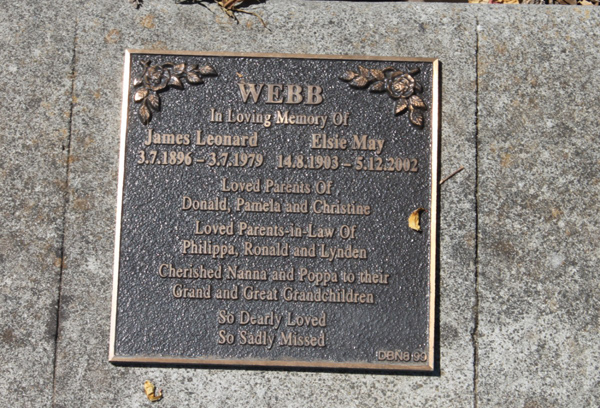 WEBB
In Loving Memory Of
James Leonard Elsie May
3.7.1896 – 3.7.1979 14.8.1903 – 5.12.2002
Loved Parents Of
Donald, Pamela and Christine
Loved Parents-in-Law Of
Philippa, Ronald and Lynden
Cherished Nanna and Poppa to their
Grand and Great Grandchildren
So Dearly Loved
So Sadly Missed